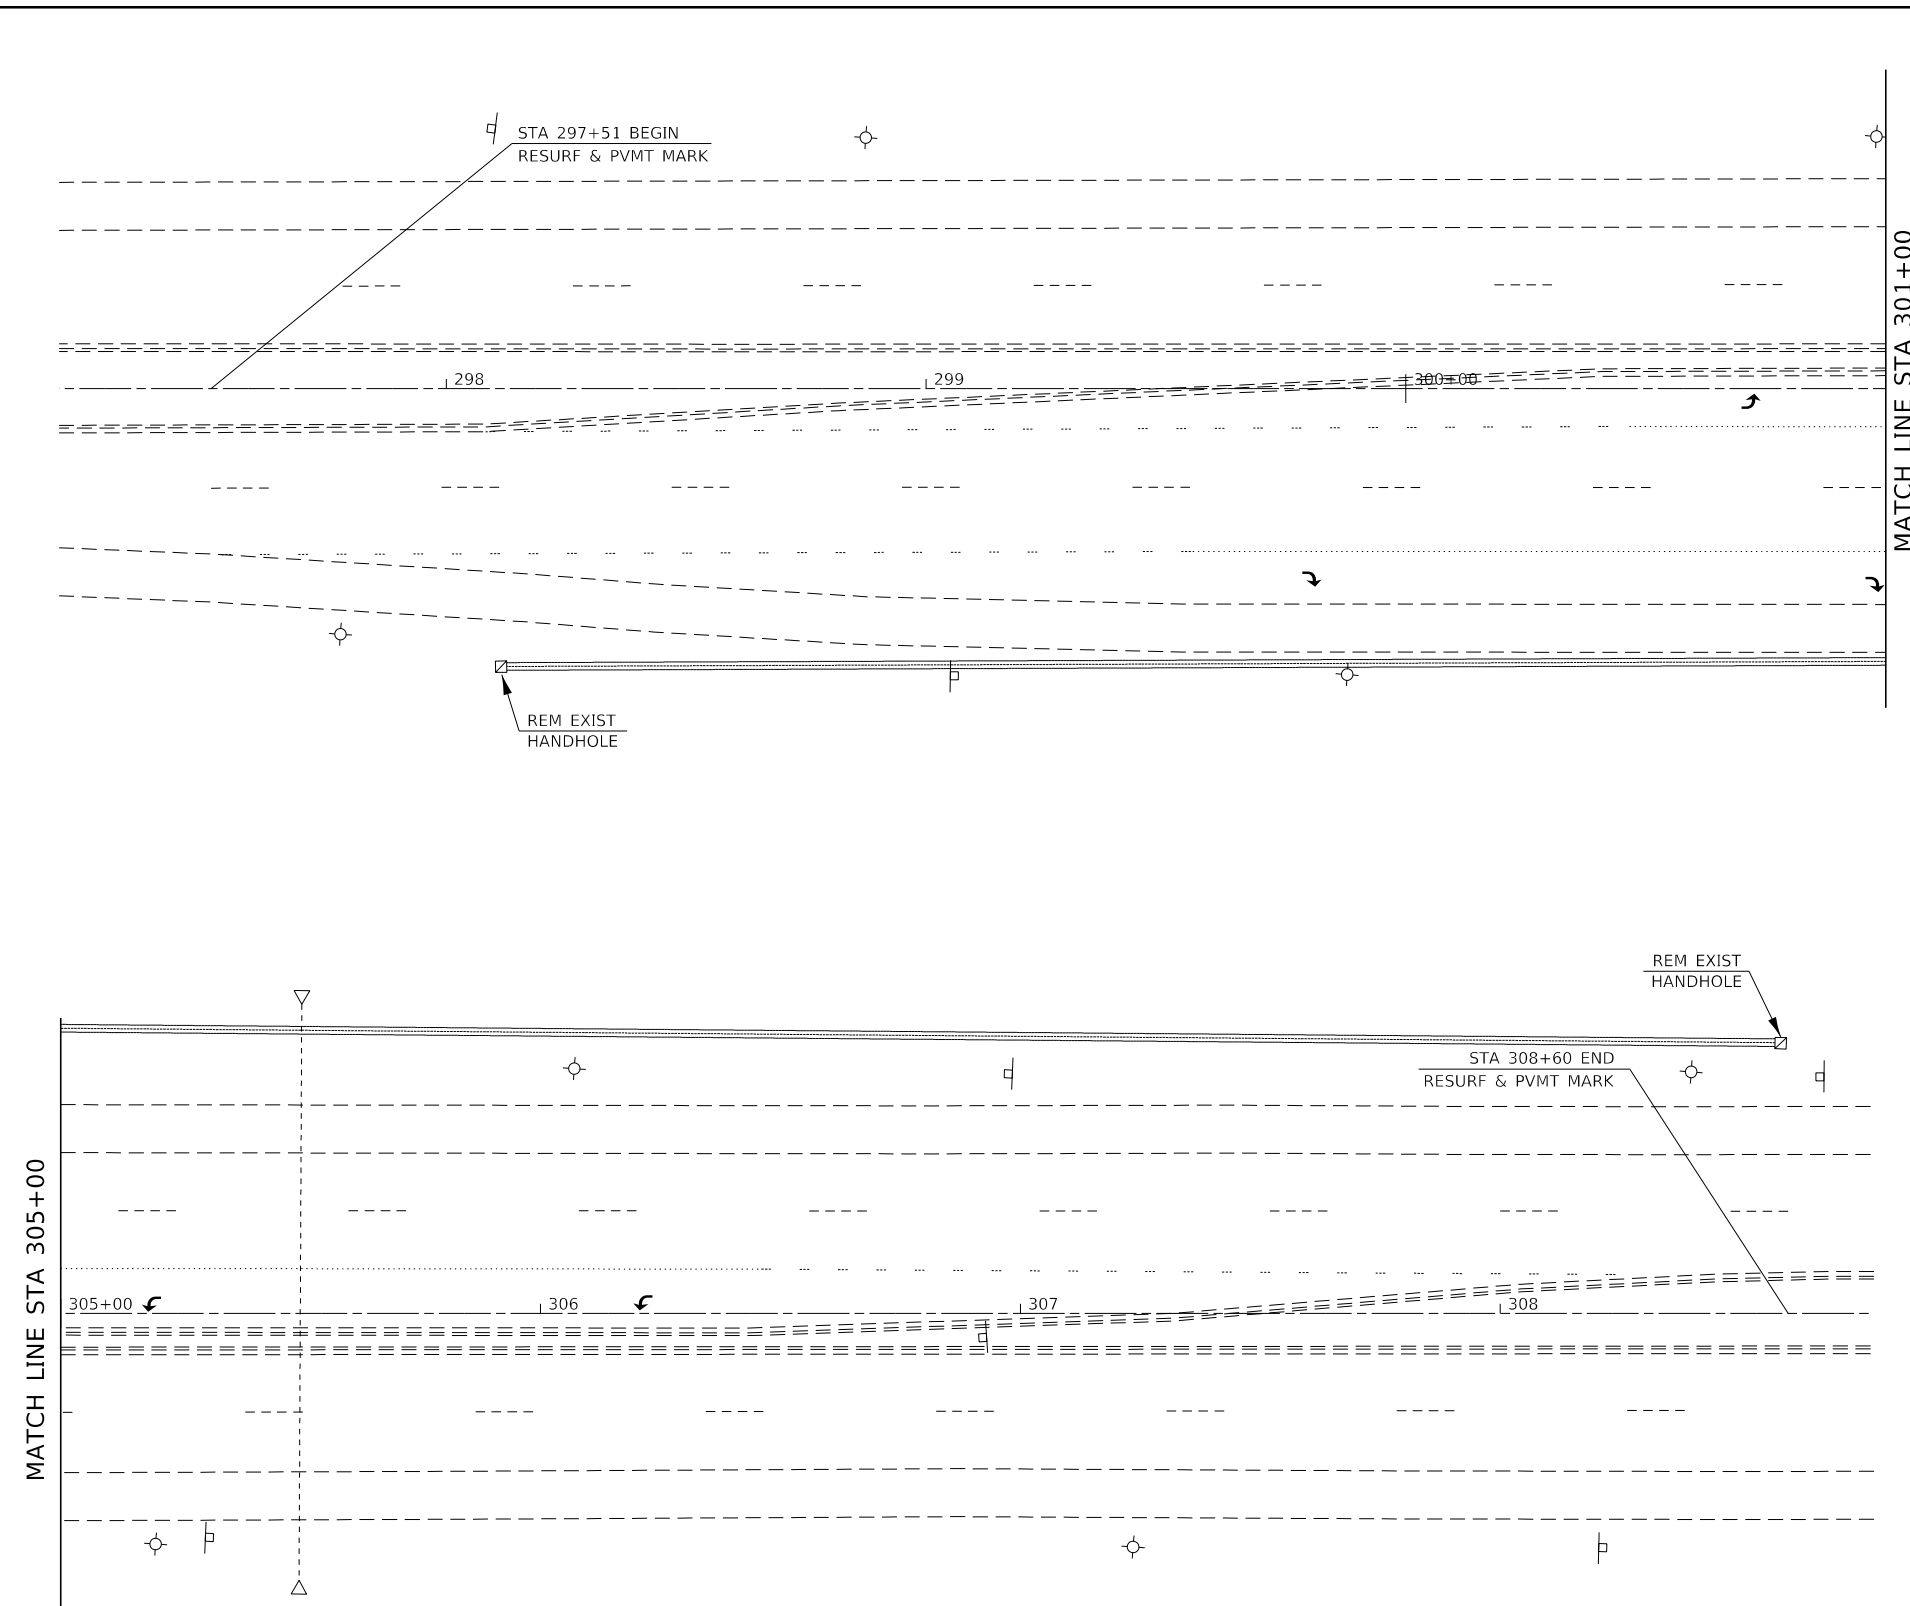 STA 297+51 BEGIN
RESURF & PVMT MARK
298
299
300+00
MATCH LINE STA 301+00
REM EXIST
HANDHOLE
REM EXIST
HANDHOLE
STA 308+60 END
RESURF & PVMT MARK
MATCH LINE STA 305+00
305+00
306
307
308